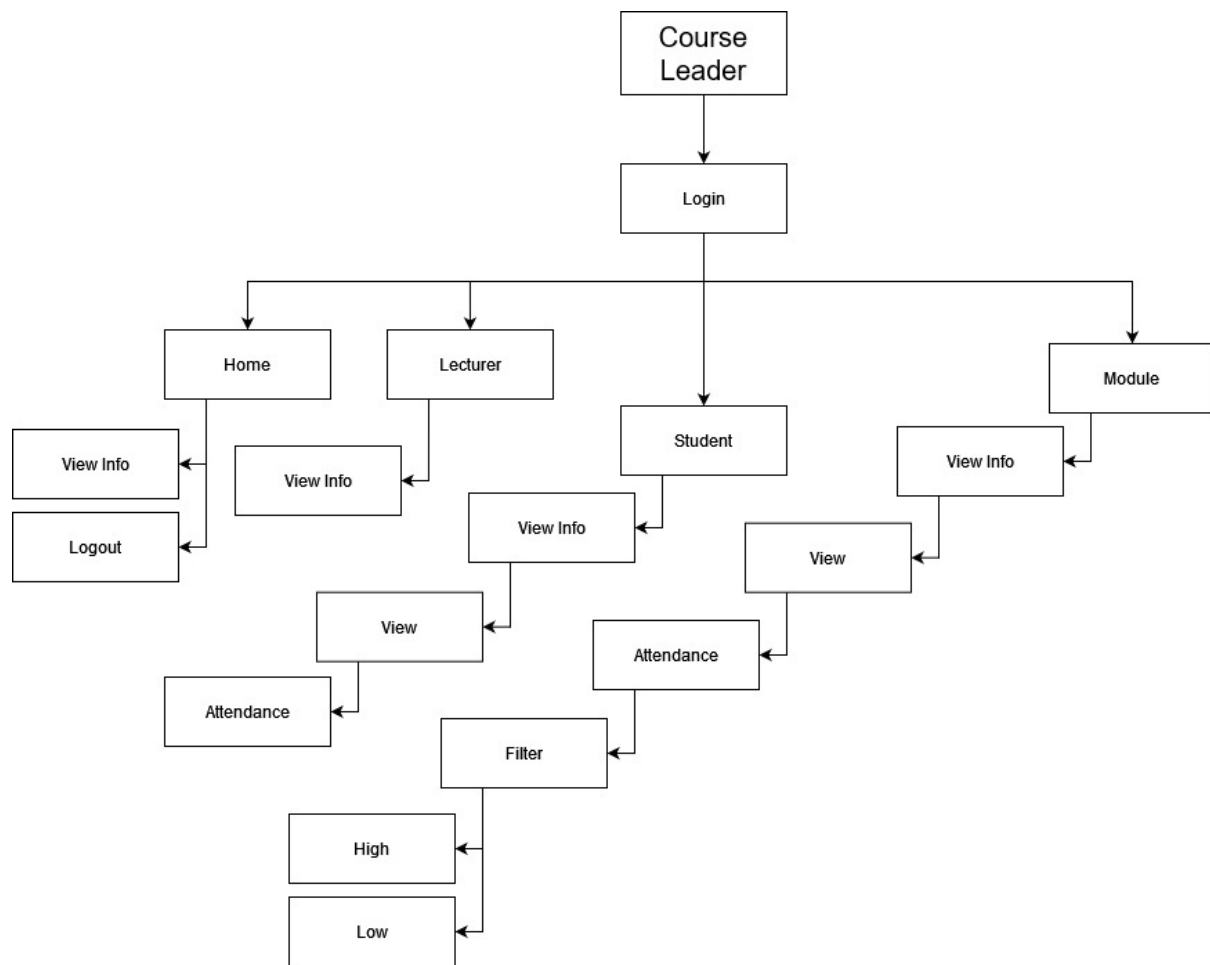 Course
Leader
Login
Home
Lecturer
Module
Student
View Info
View Info
View Info
View Info
Logout
View
View
Attendance
Attendance
Filter
High
Low